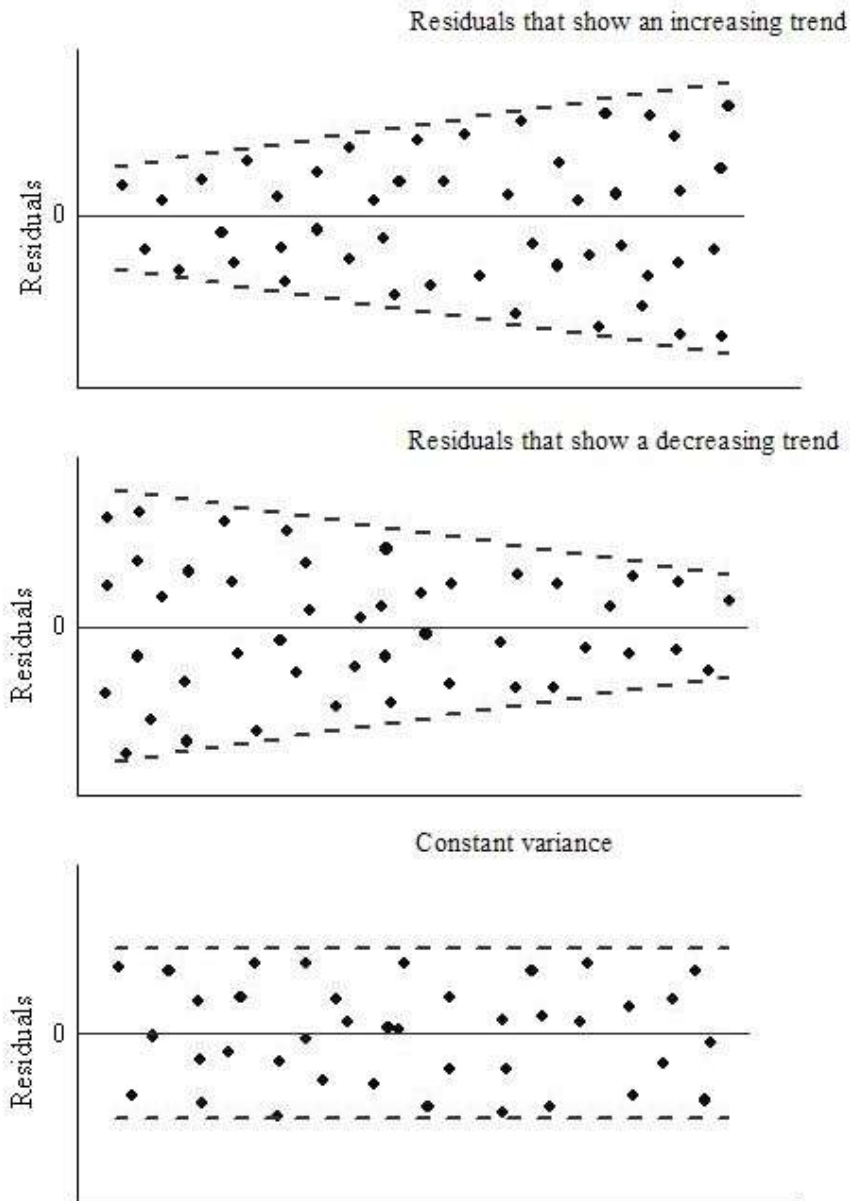 Residuals that show an increasing trend
Residuals
0
Residuals that show a decreasing trend
Residuals
0
Constant variance
Residuals
0